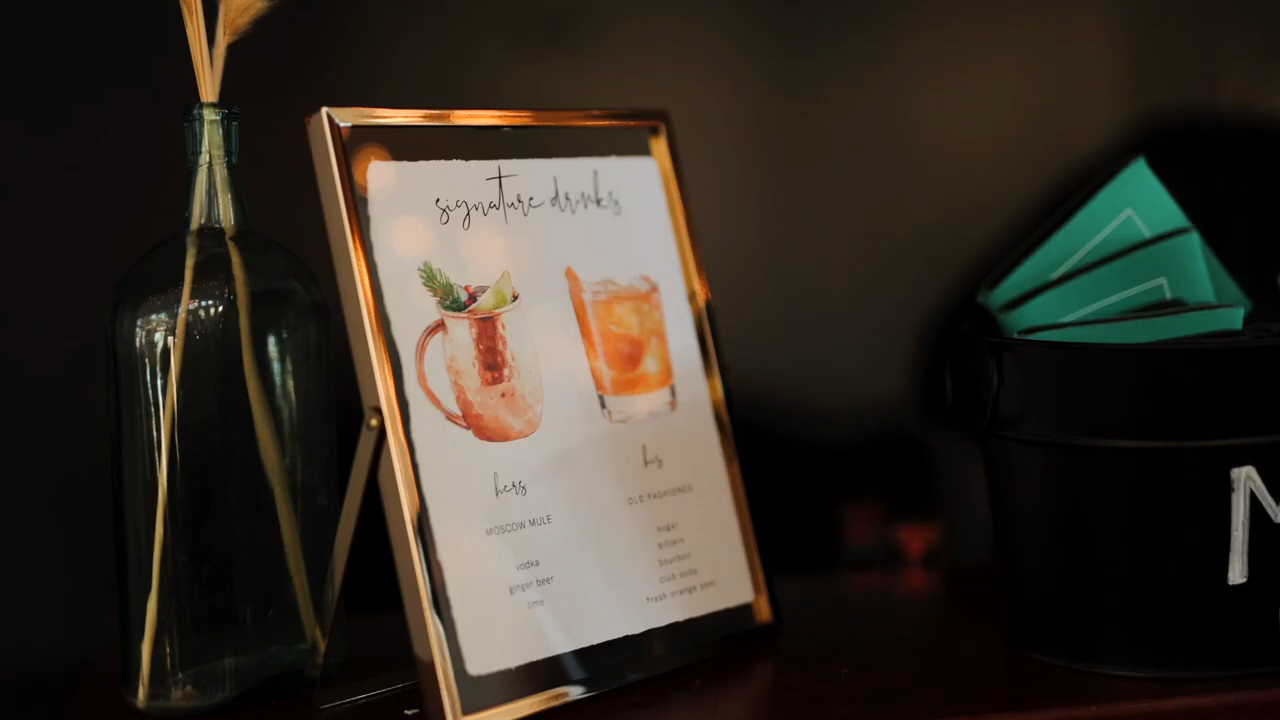 signature drinks
hers
MOSCOW MULE
vodka
ginger beer
lime
his
OLD FASHIONED
sugar
bitters
bourbon
club soda
fresh orange peel